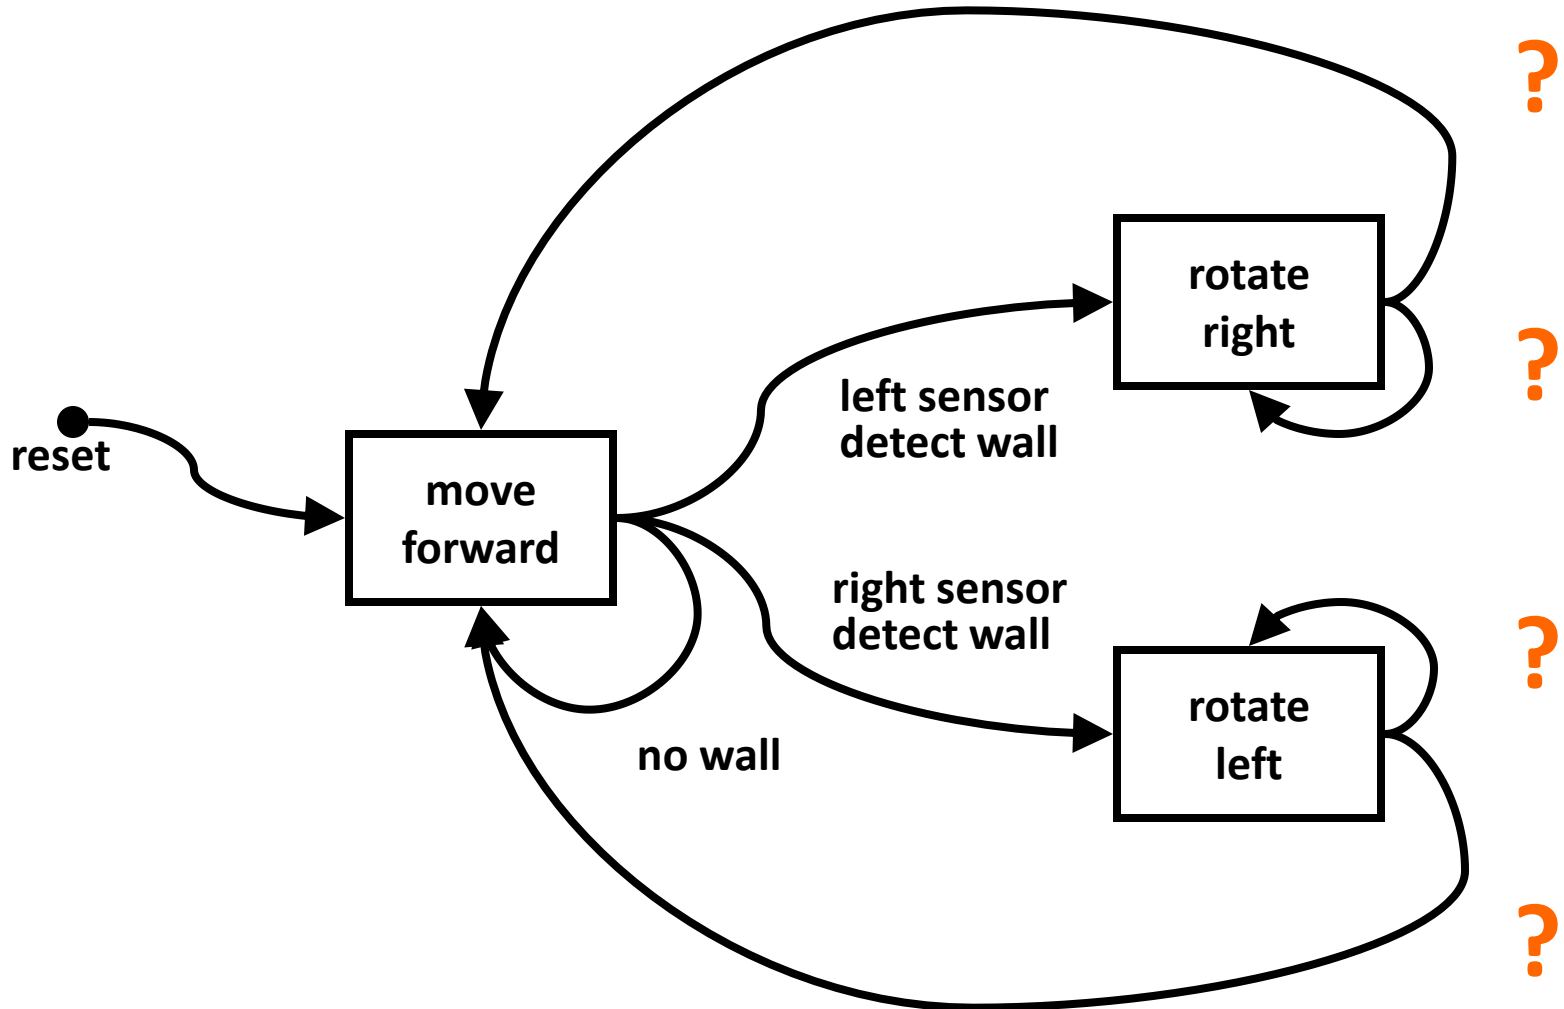 ?
rotate
right
?
left sensor
detect wall
reset
move
forward
right sensor
detect wall
?
rotate
left
no wall
?